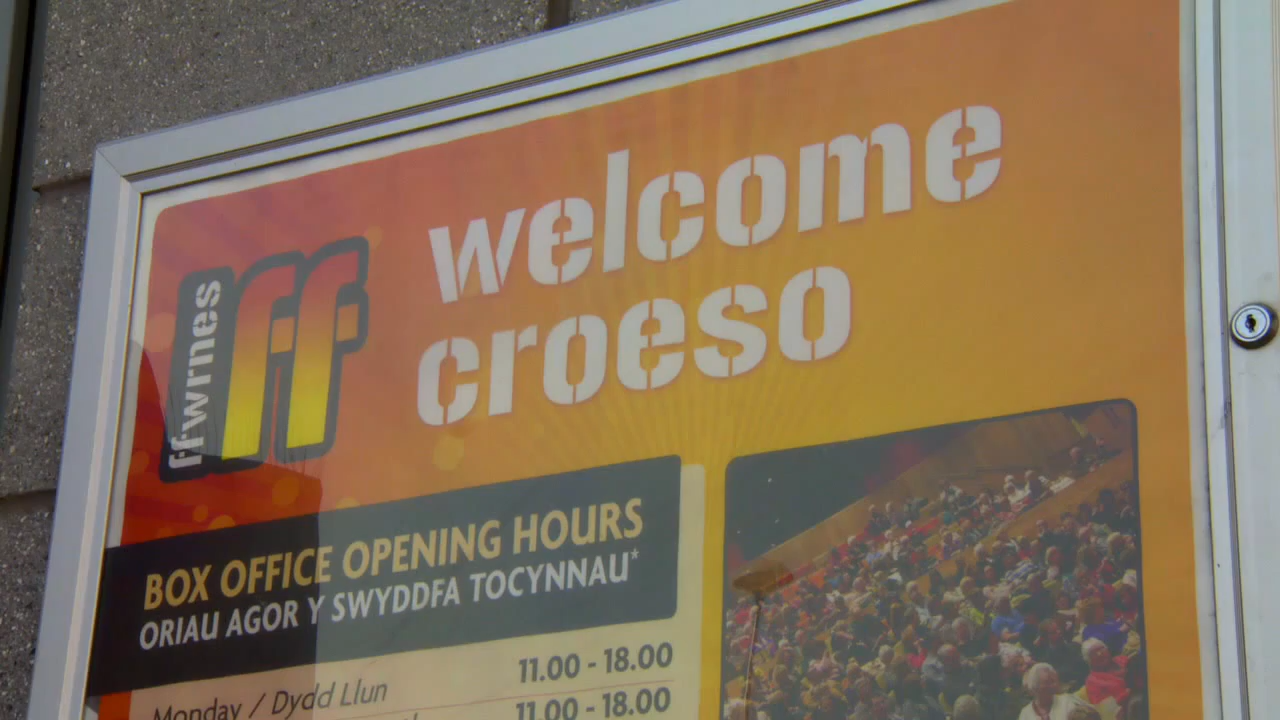 welcome
croeso
ffwrnes
ff
BOX OFFICE OPENING HOURS
ORIAU AGOR Y SWYDDFA TOCYNNAU*
Monday / Dydd Llun 11.00 - 18.00
11.00 - 18.00